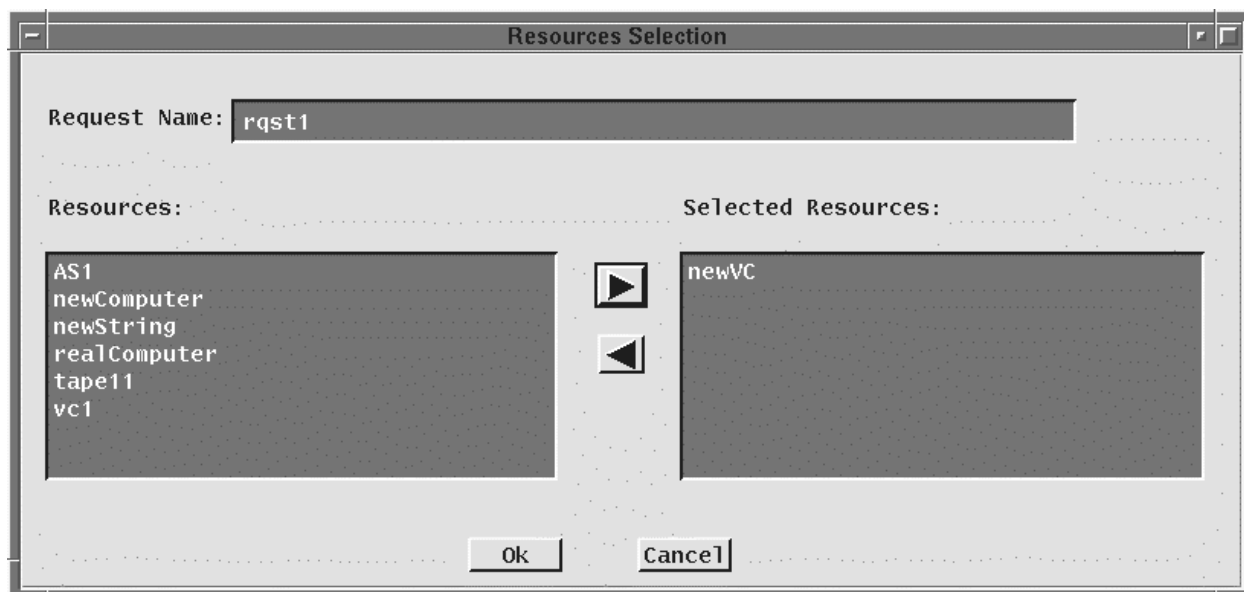 Resources Selection
Request Name: rqst1
Resources:
Selected Resources:
AS1
newComputer
newString
realComputer
tape11
vc1
newVC
Ok
Cancel